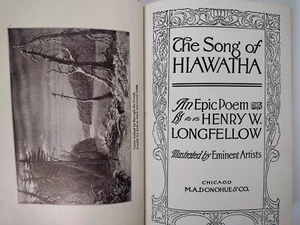 The Song of
HIAWATHA
An Epic Poem
By HENRY W.
LONGFELLOW
Illustrated by Eminent Artists
CHICAGO
M.A. DONOHUE & CO.